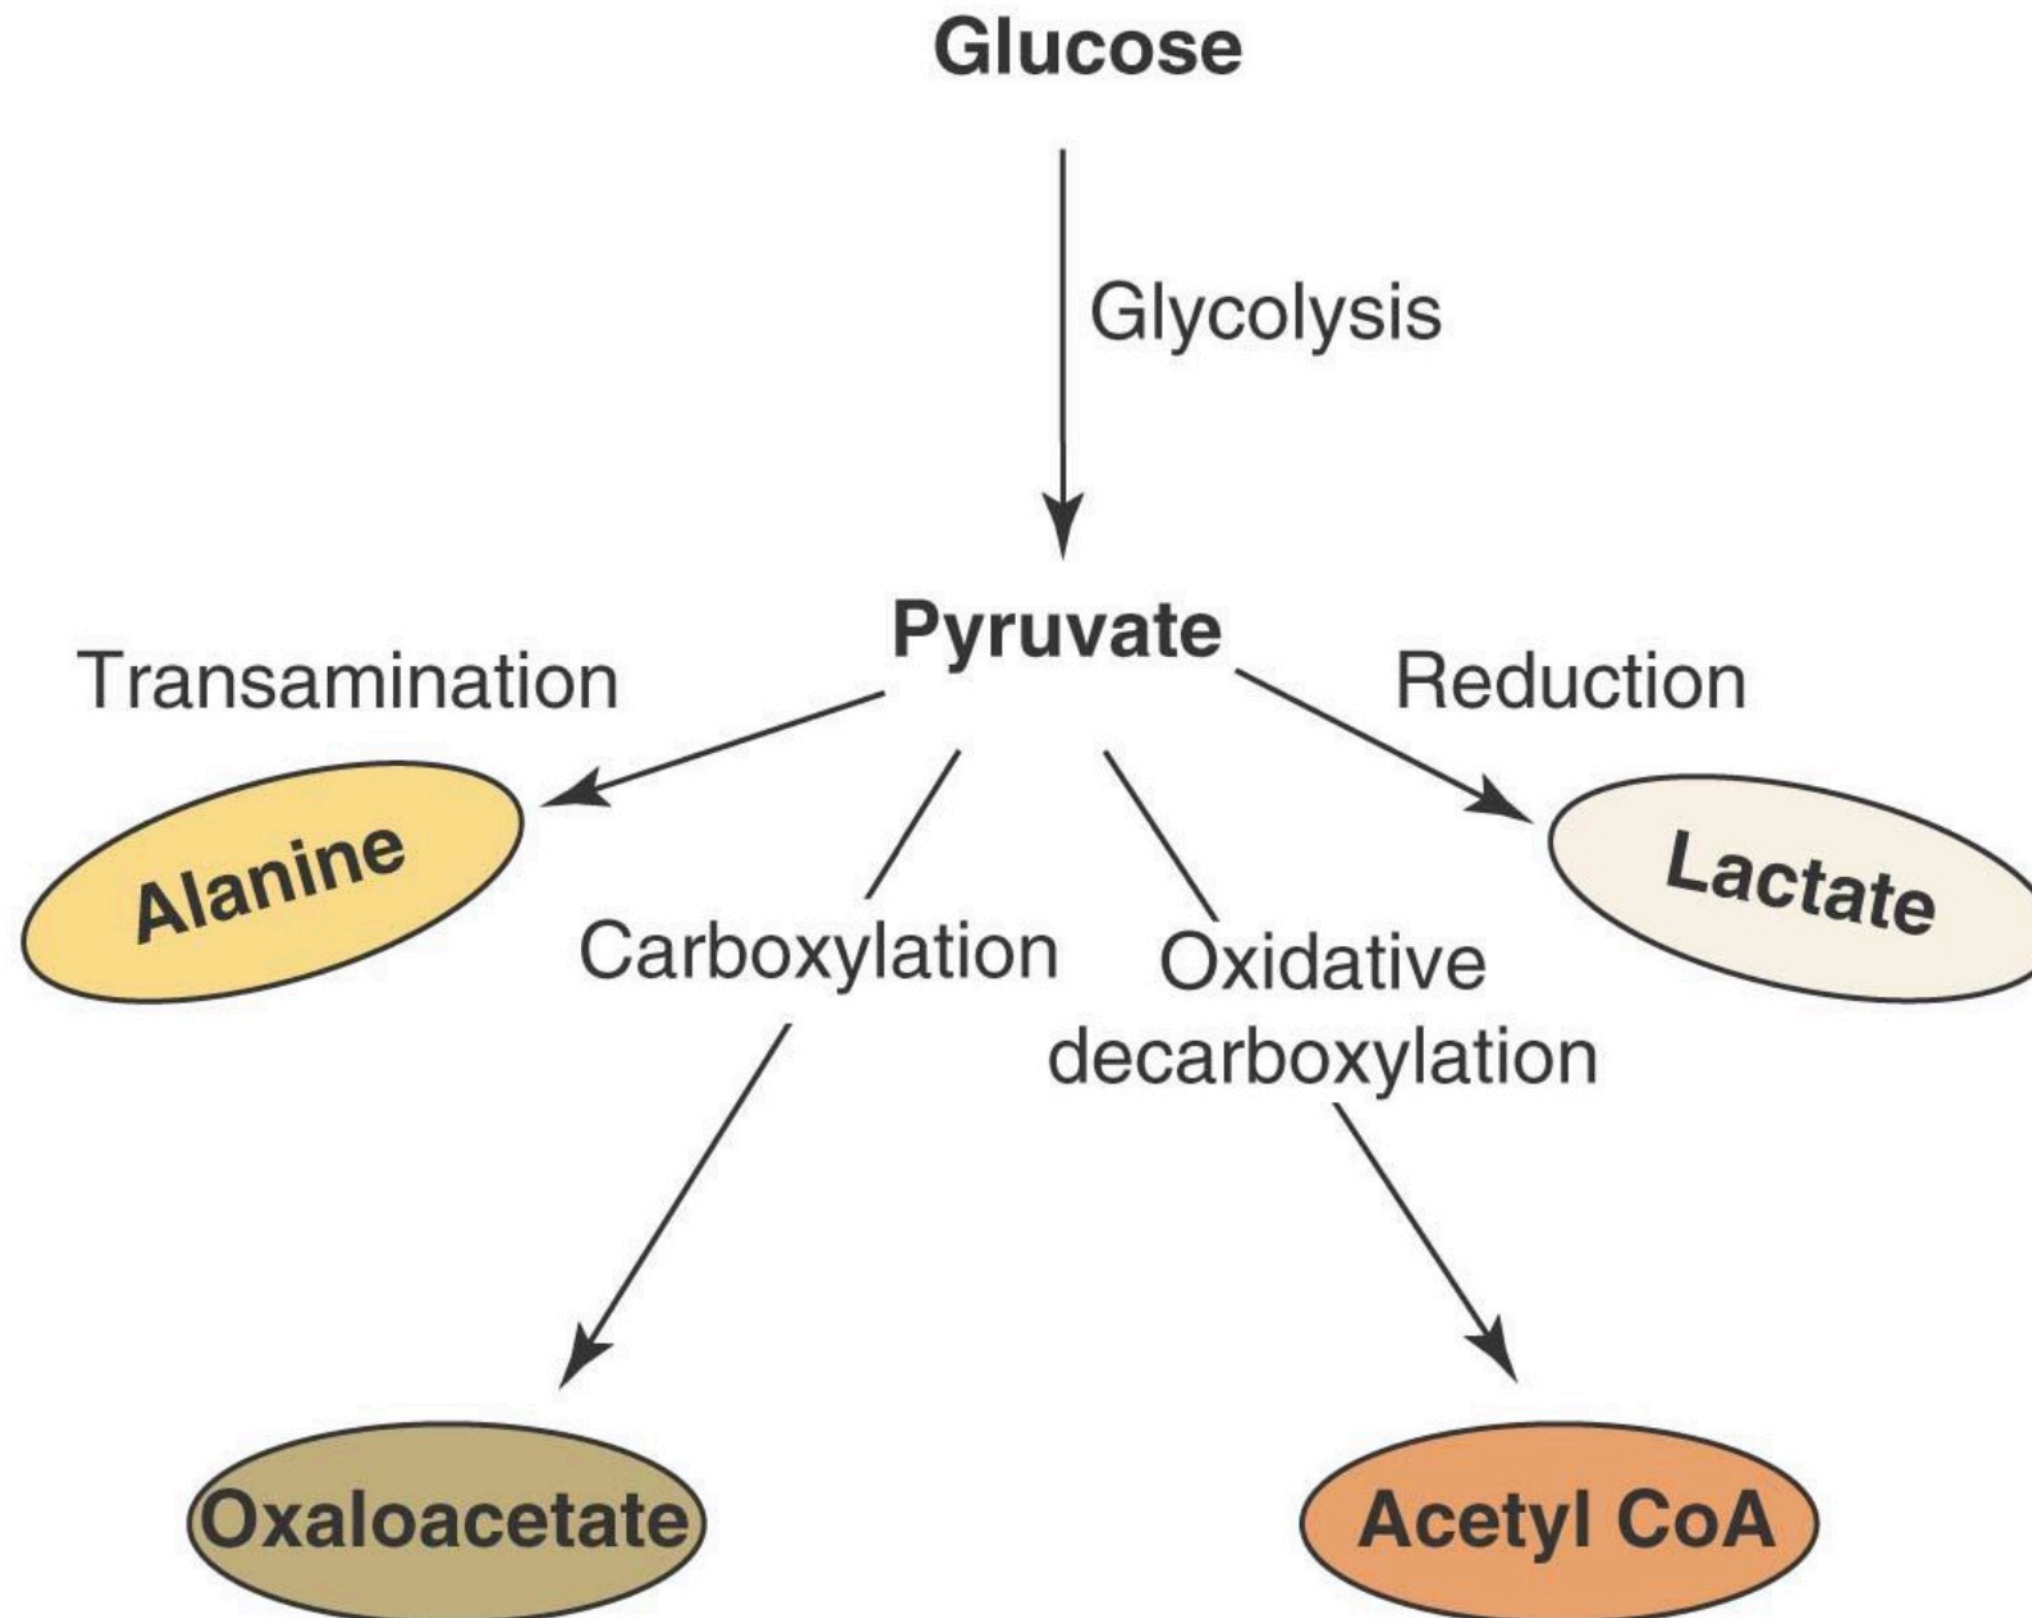 Glucose
Glycolysis
Pyruvate
Transamination
Reduction
Alanine
Lactate
Carboxylation
Oxidative
decarboxylation
Oxaloacetate
Acetyl CoA